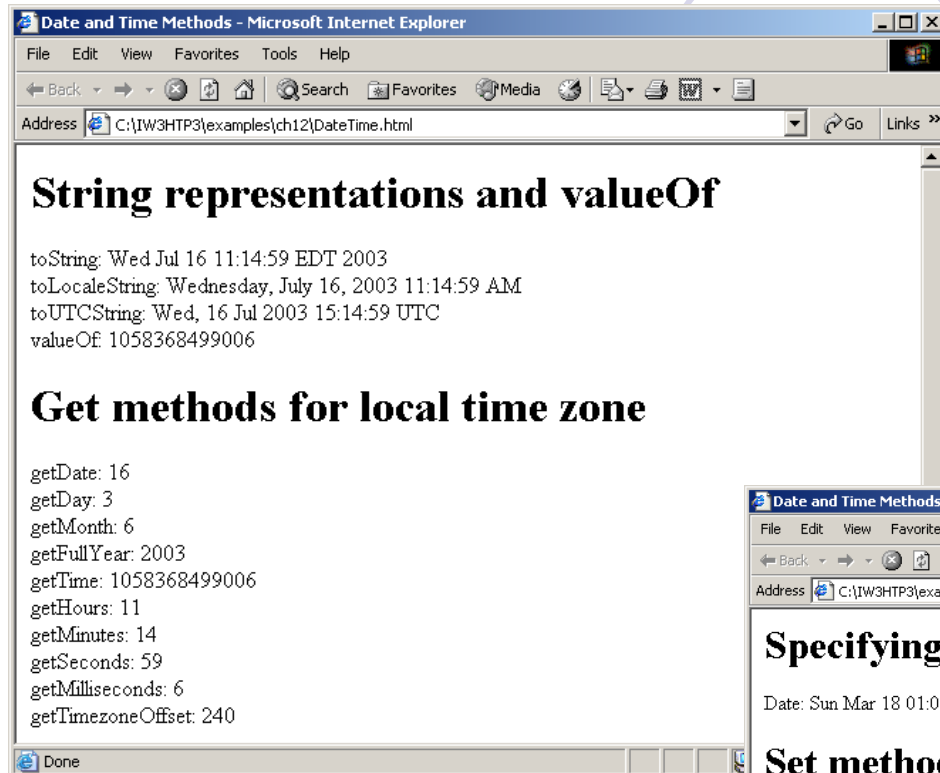 Date and Time Methods - Microsoft Internet Explorer
File Edit View Favorites Tools Help
Back Search Favorites Media
Address C:\IW3HTP3\examples\ch12\DateTime.html Go Links »
String representations and valueOf
toString: Wed Jul 16 11:14:59 EDT 2003
toLocaleString: Wednesday, July 16, 2003 11:14:59 AM
toUTCString: Wed, 16 Jul 2003 15:14:59 UTC
valueOf: 1058368499006
Get methods for local time zone
getDate: 16
getDay: 3
getMonth: 6
getFullYear: 2003
getTime: 1058368499006
getHours: 11
getMinutes: 14
getSeconds: 59
getMilliseconds: 6
getTimezoneOffset: 240
Done
Date and Time Methods
File Edit View Favorite
Back
Address C:\IW3HTP3\exa
Specifying
Date: Sun Mar 18 01:0
Set metho